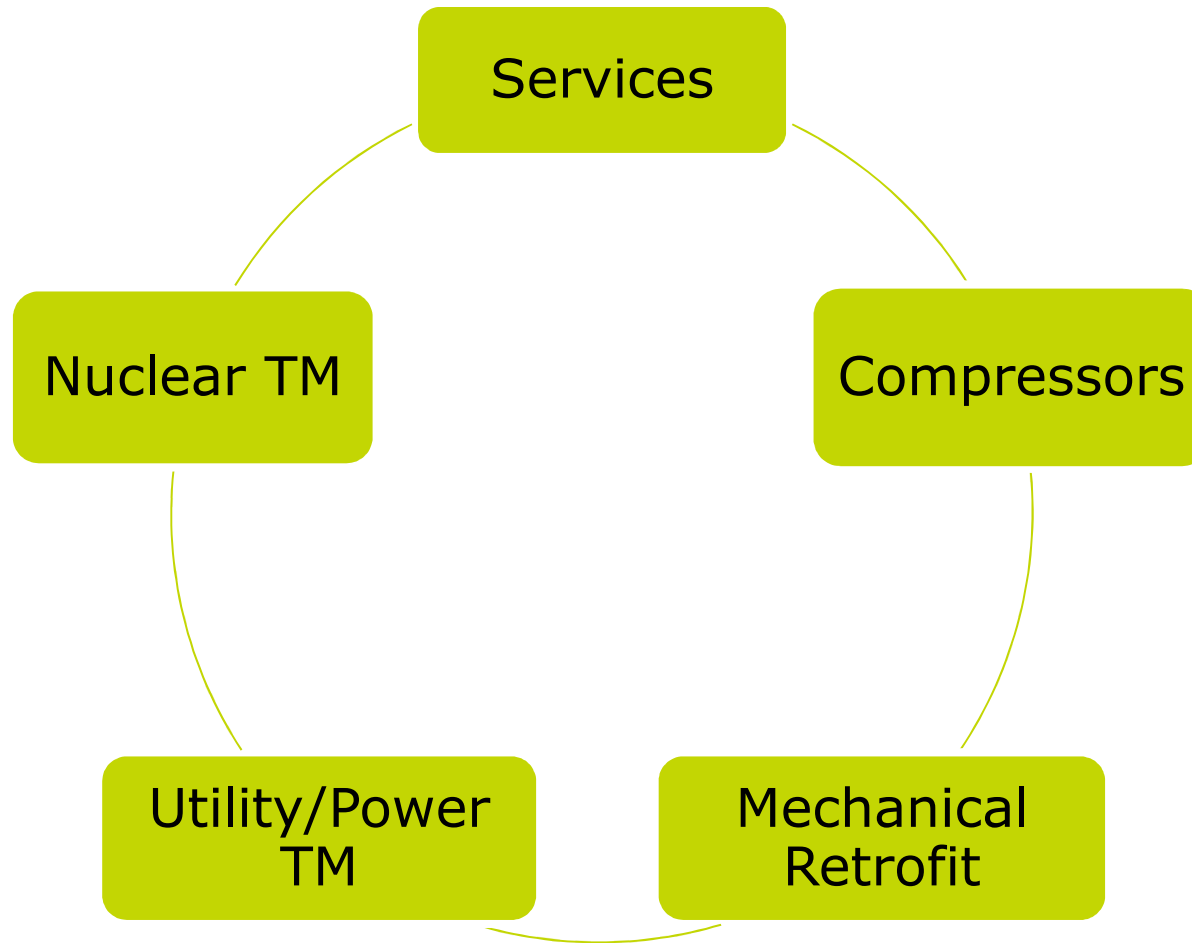 Services
Nuclear TM
Compressors
Utility/Power
TM
Mechanical
Retrofit